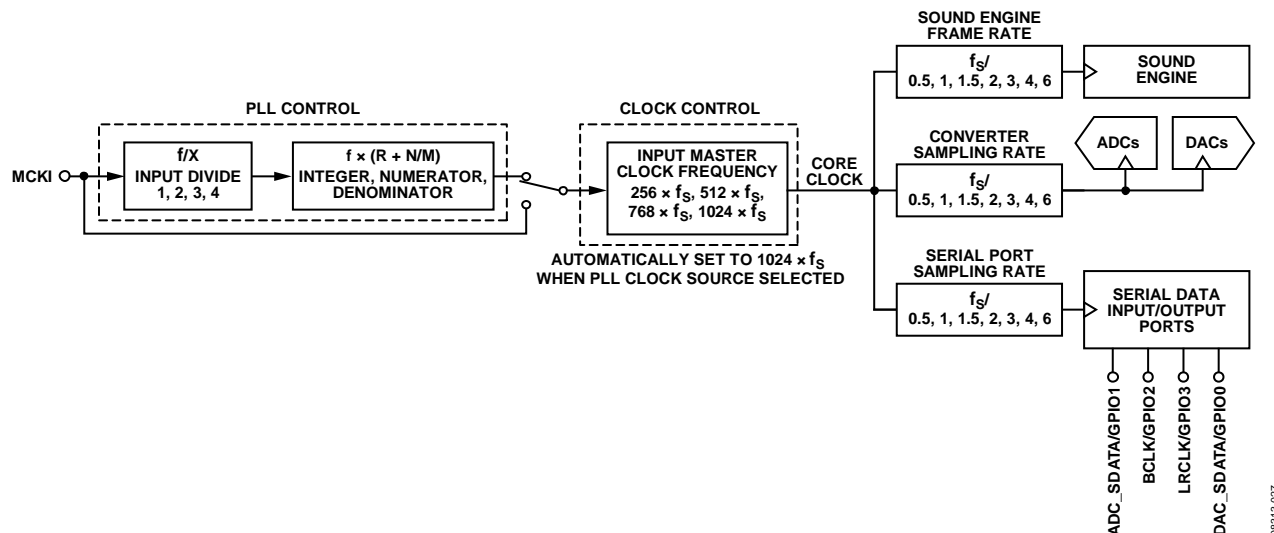 SOUND ENGINE
FRAME RATE
fS/
0.5, 1, 1.5, 2, 3, 4, 6
SOUND
ENGINE
PLL CONTROL
CLOCK CONTROL
MCKI
f/X
INPUT DIVIDE
1, 2, 3, 4
f × (R + N/M)
INTEGER, NUMERATOR,
DENOMINATOR
INPUT MASTER
CLOCK FREQUENCY
256 × fS, 512 × fS,
768 × fS, 1024 × fS
AUTOMATICALLY SET TO 1024 × fS
WHEN PLL CLOCK SOURCE SELECTED
CORE
CLOCK
CONVERTER
SAMPLING RATE
fS/
0.5, 1, 1.5, 2, 3, 4, 6
ADCs
DACs
SERIAL PORT
SAMPLING RATE
fS/
0.5, 1, 1.5, 2, 3, 4, 6
SERIAL DATA
INPUT/OUTPUT
PORTS
ADC_SDATA/GPIO1
BCLK/GPIO2
LRCLK/GPIO3
DAC_SDATA/GPIO0